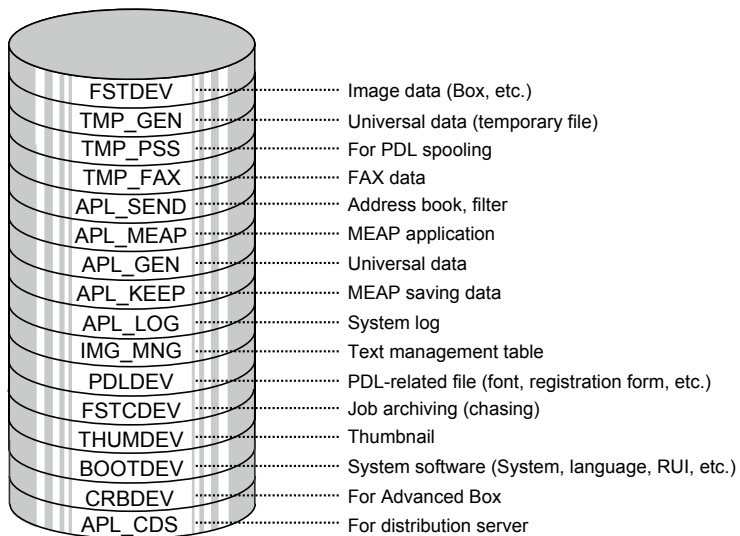 FSTDEV Image data (Box, etc.)
TMP_GEN Universal data (temporary file)
TMP_PSS For PDL spooling
TMP_FAX FAX data
APL_SEND Address book, filter
APL_MEAP MEAP application
APL_GEN Universal data
APL_KEEP MEAP saving data
APL_LOG System log
IMG_MNG Text management table
PDLDEV PDL-related file (font, registration form, etc.)
FSTCDEV Job archiving (chasing)
THUMDEV Thumbnail
BOOTDEV System software (System, language, RUI, etc.)
CRBDEV For Advanced Box
APL_CDS For distribution server